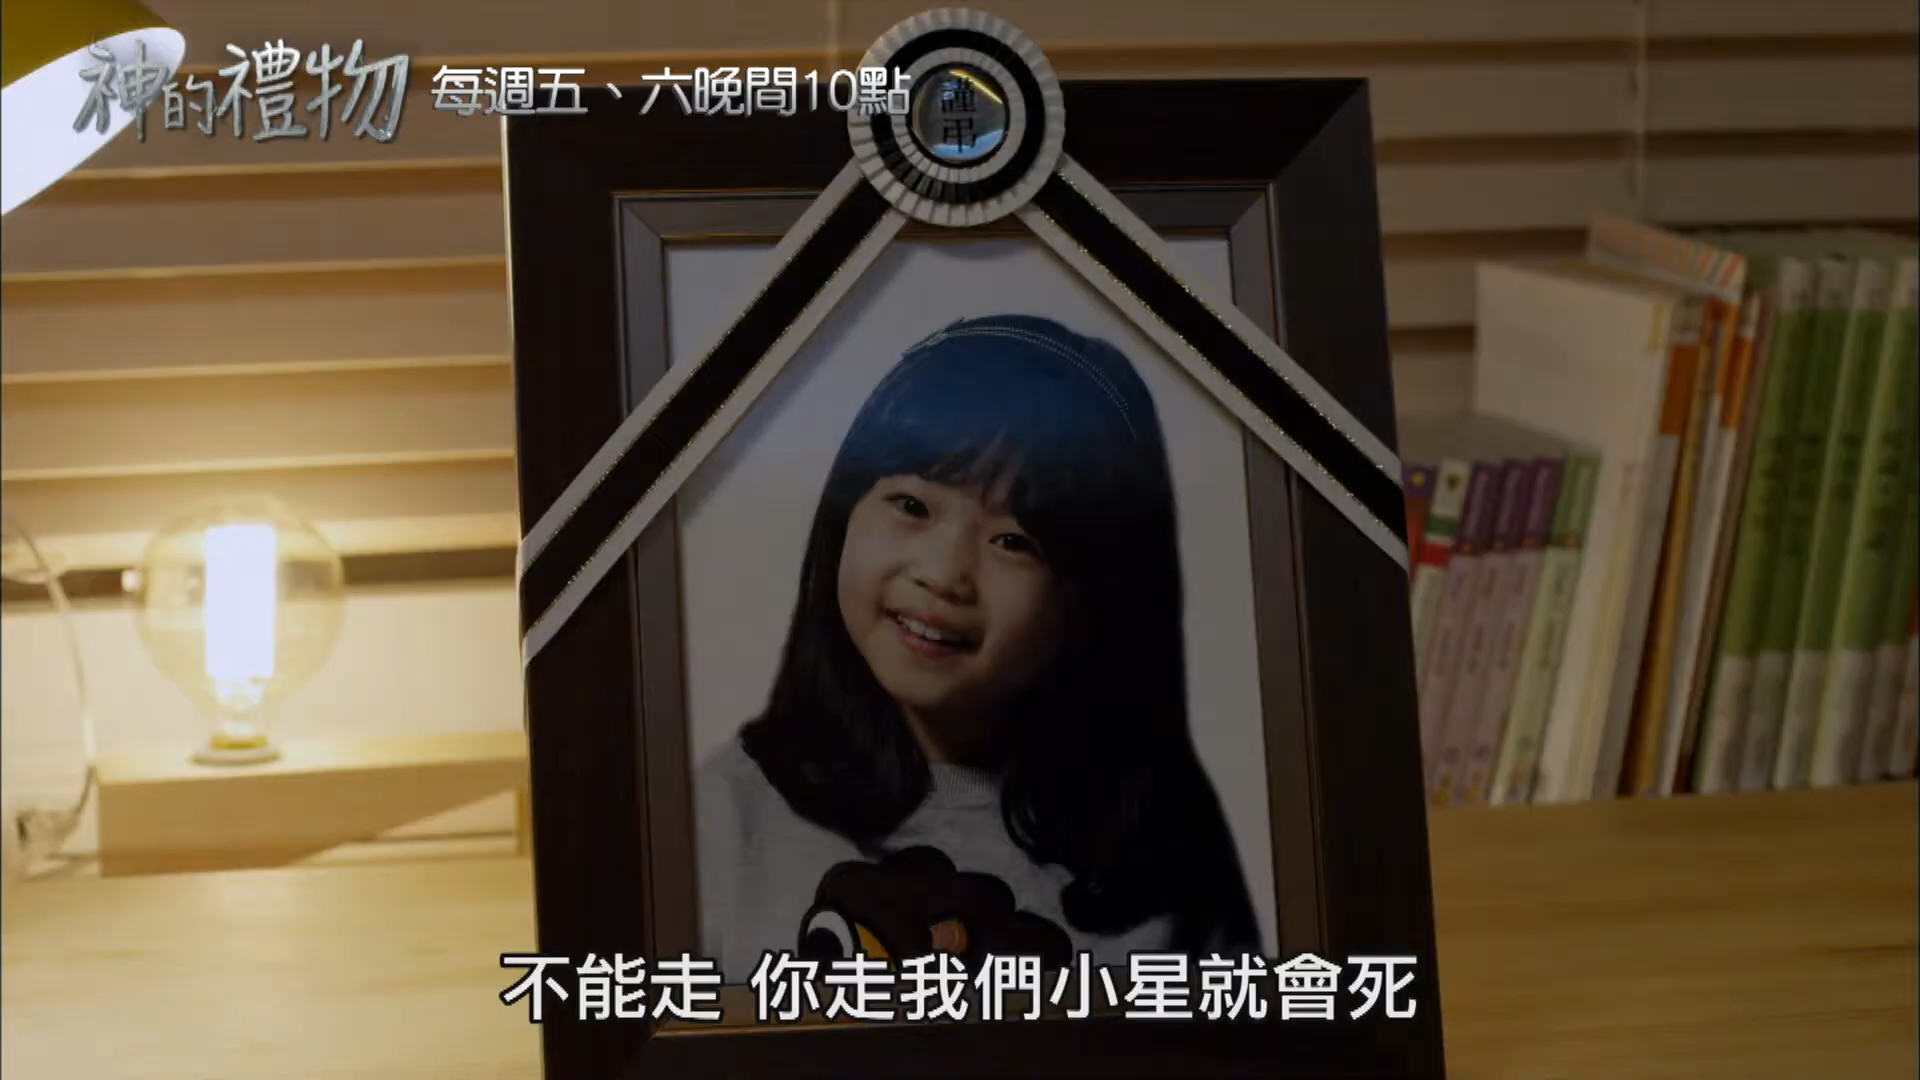 神的禮物 每週五、六晚間10點
謹弔
不能走 你走我們小星就會死